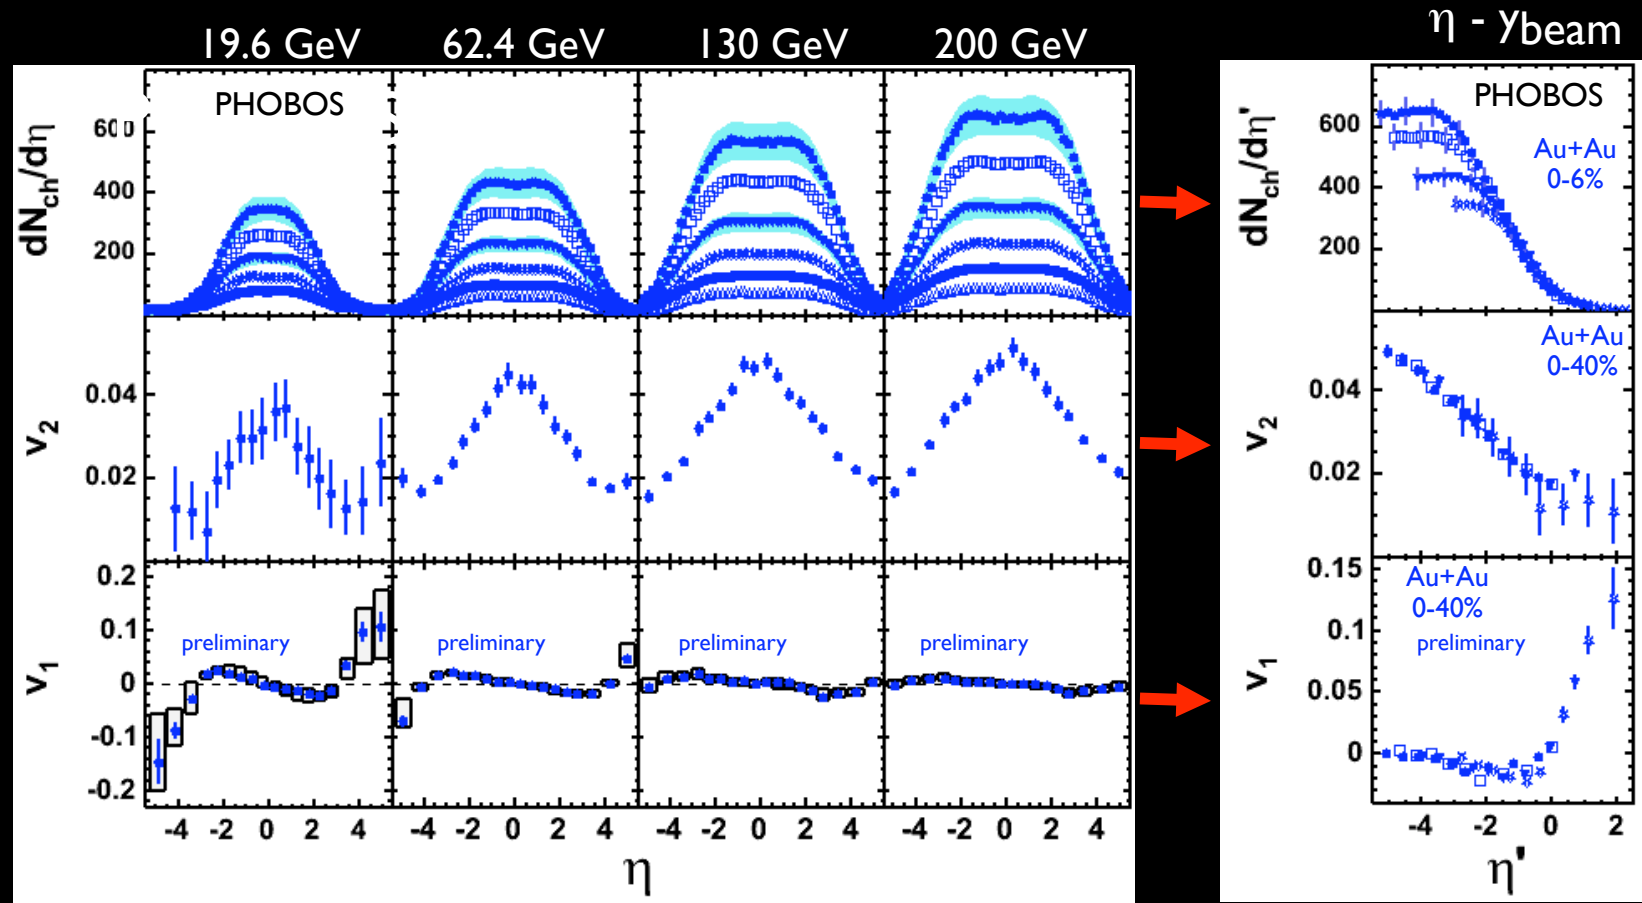 η - ybeam
19.6 GeV 62.4 GeV 130 GeV 200 GeV
PHOBOS
dNch/dη
600
400
200
v2
0.04
0.02
v1
0.2
0.1
0
-0.1
-0.2
preliminary preliminary preliminary preliminary
-4 -2 0 2 4 -4 -2 0 2 4 -4 -2 0 2 4 -4 -2 0 2 4
η
PHOBOS
Au+Au
0-6%
dNch/dη'
600
400
200
Au+Au
0-40%
v2
0.04
0.02
Au+Au
0-40%
preliminary
v1
0.15
0.1
0.05
0
-4 -2 0 2
η'